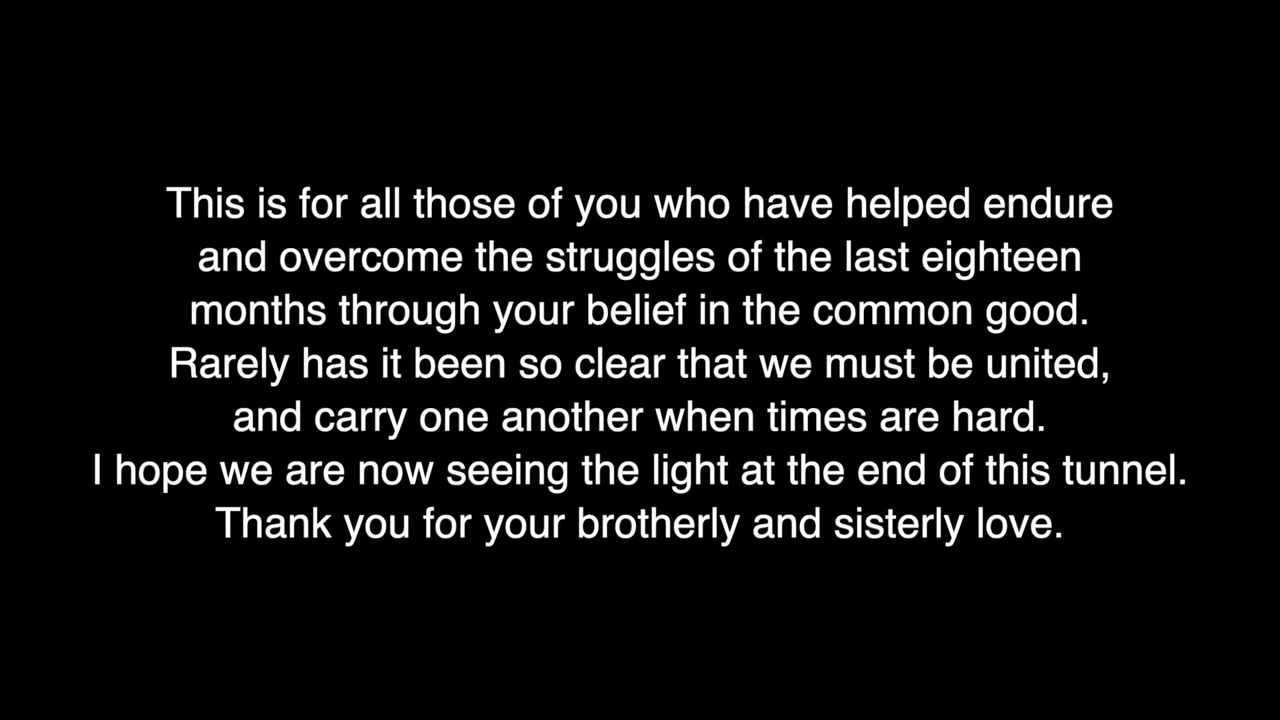 This is for all those of you who have helped endure
and overcome the struggles of the last eighteen
months through your belief in the common good.
Rarely has it been so clear that we must be united,
and carry one another when times are hard.
I hope we are now seeing the light at the end of this tunnel.
Thank you for your brotherly and sisterly love.